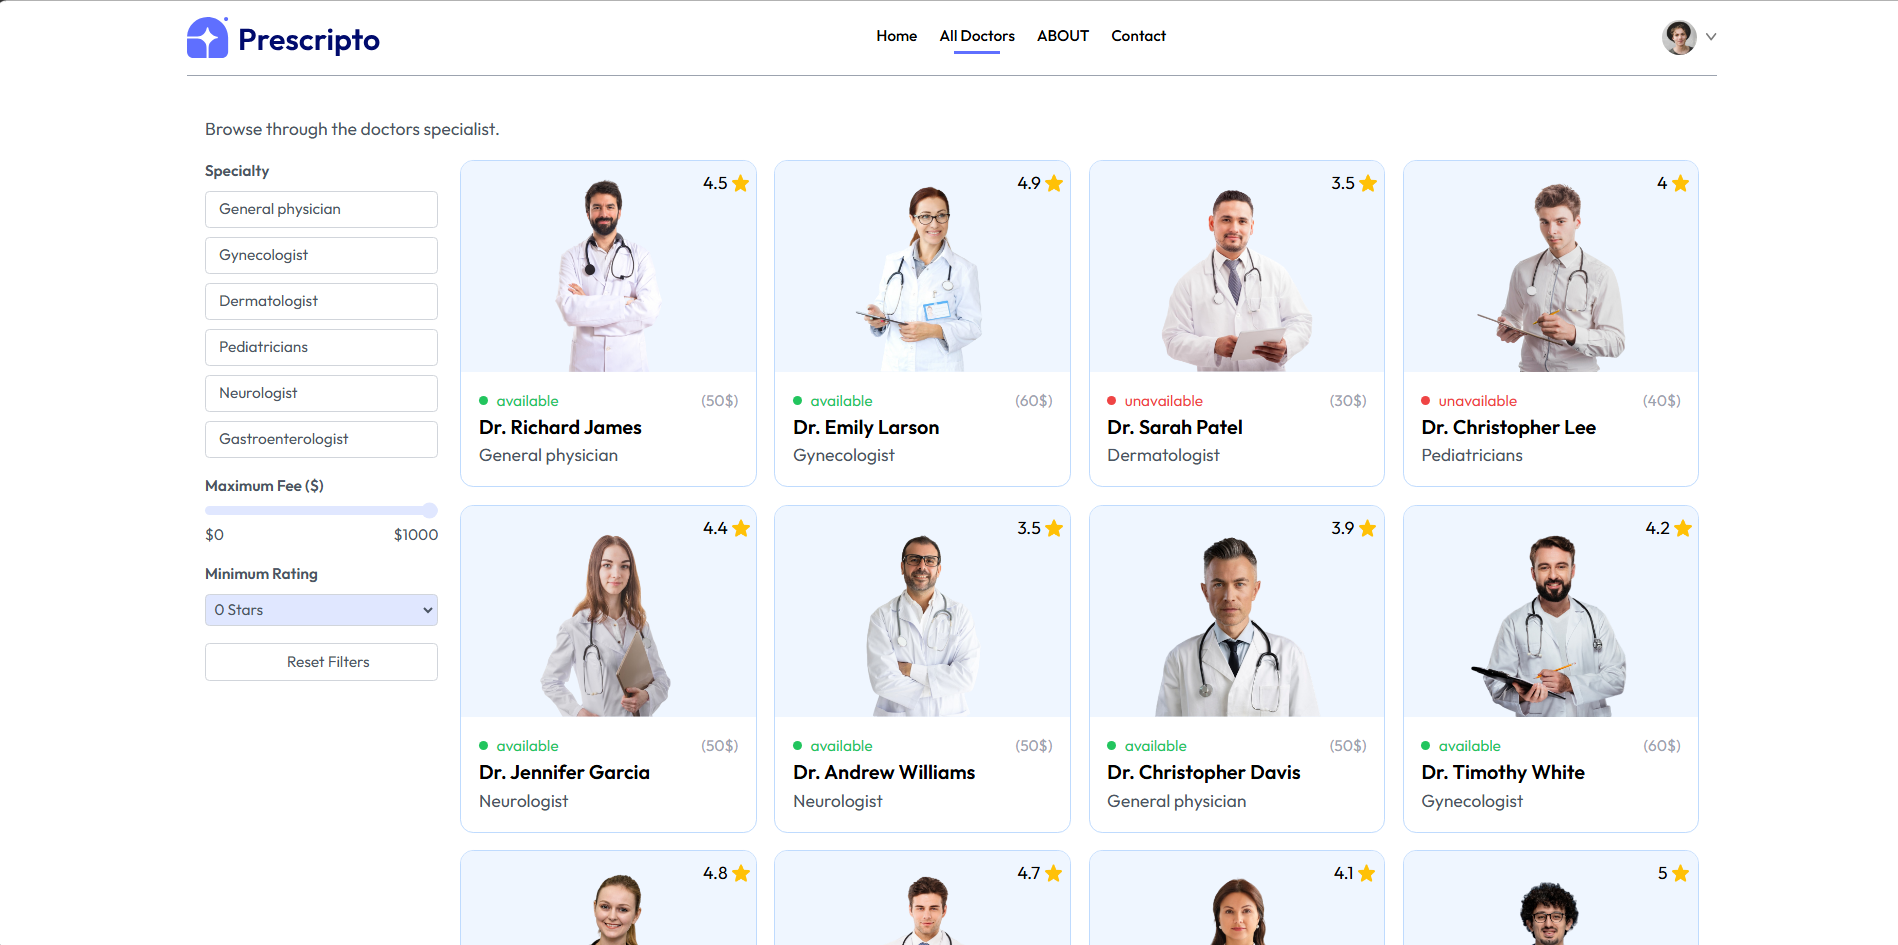 Prescripto
Home All Doctors ABOUT Contact
Browse through the doctors specialist.
Specialty
General physician
Gynecologist
Dermatologist
Pediatricians
Neurologist
Gastroenterologist
Maximum Fee ($)
$0 $1000
Minimum Rating
0 Stars
Reset Filters
4.5
available (50$)
Dr. Richard James
General physician
4.9
available (60$)
Dr. Emily Larson
Gynecologist
3.5
unavailable (30$)
Dr. Sarah Patel
Dermatologist
4
unavailable (40$)
Dr. Christopher Lee
Pediatricians
4.4
available (50$)
Dr. Jennifer Garcia
Neurologist
3.5
available (50$)
Dr. Andrew Williams
Neurologist
3.9
available (50$)
Dr. Christopher Davis
General physician
4.2
available (60$)
Dr. Timothy White
Gynecologist
4.8
4.7
4.1
5